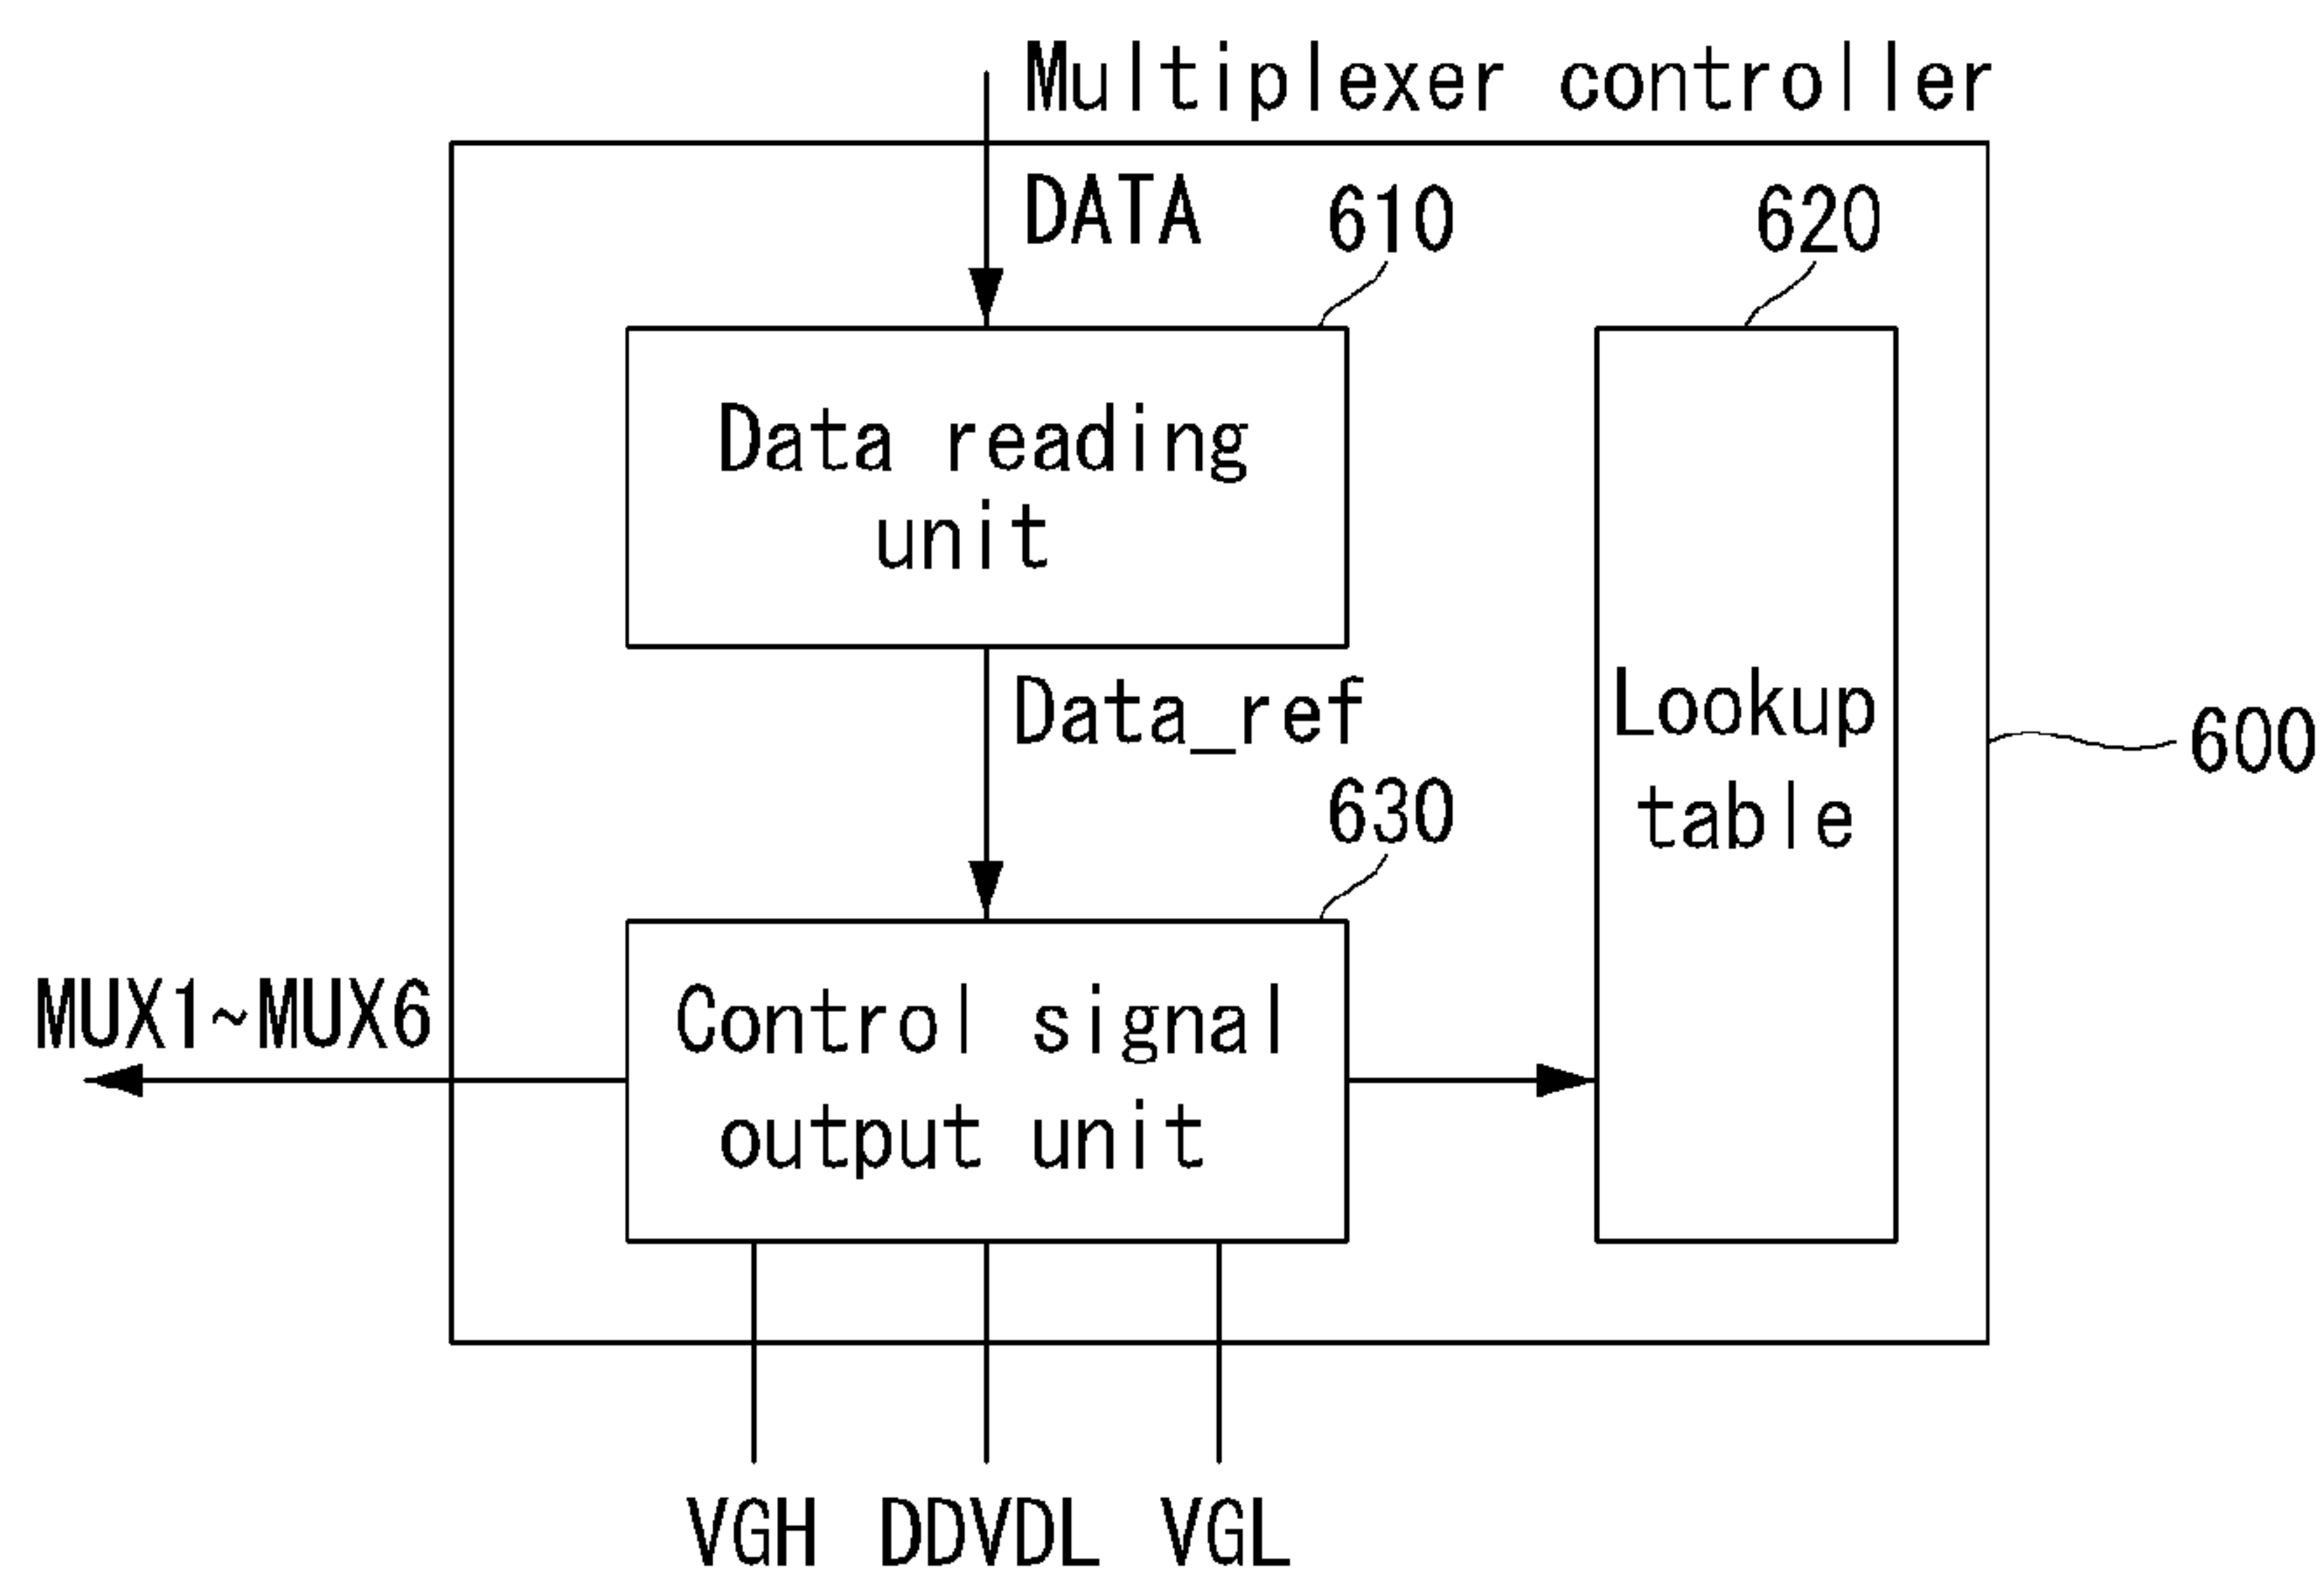 Multiplexer controller
DATA
610
620
Data reading
unit
Data_ref
Lookup
table
600
630
MUX1~MUX6
Control signal
output unit
VGH DDVDL VGL